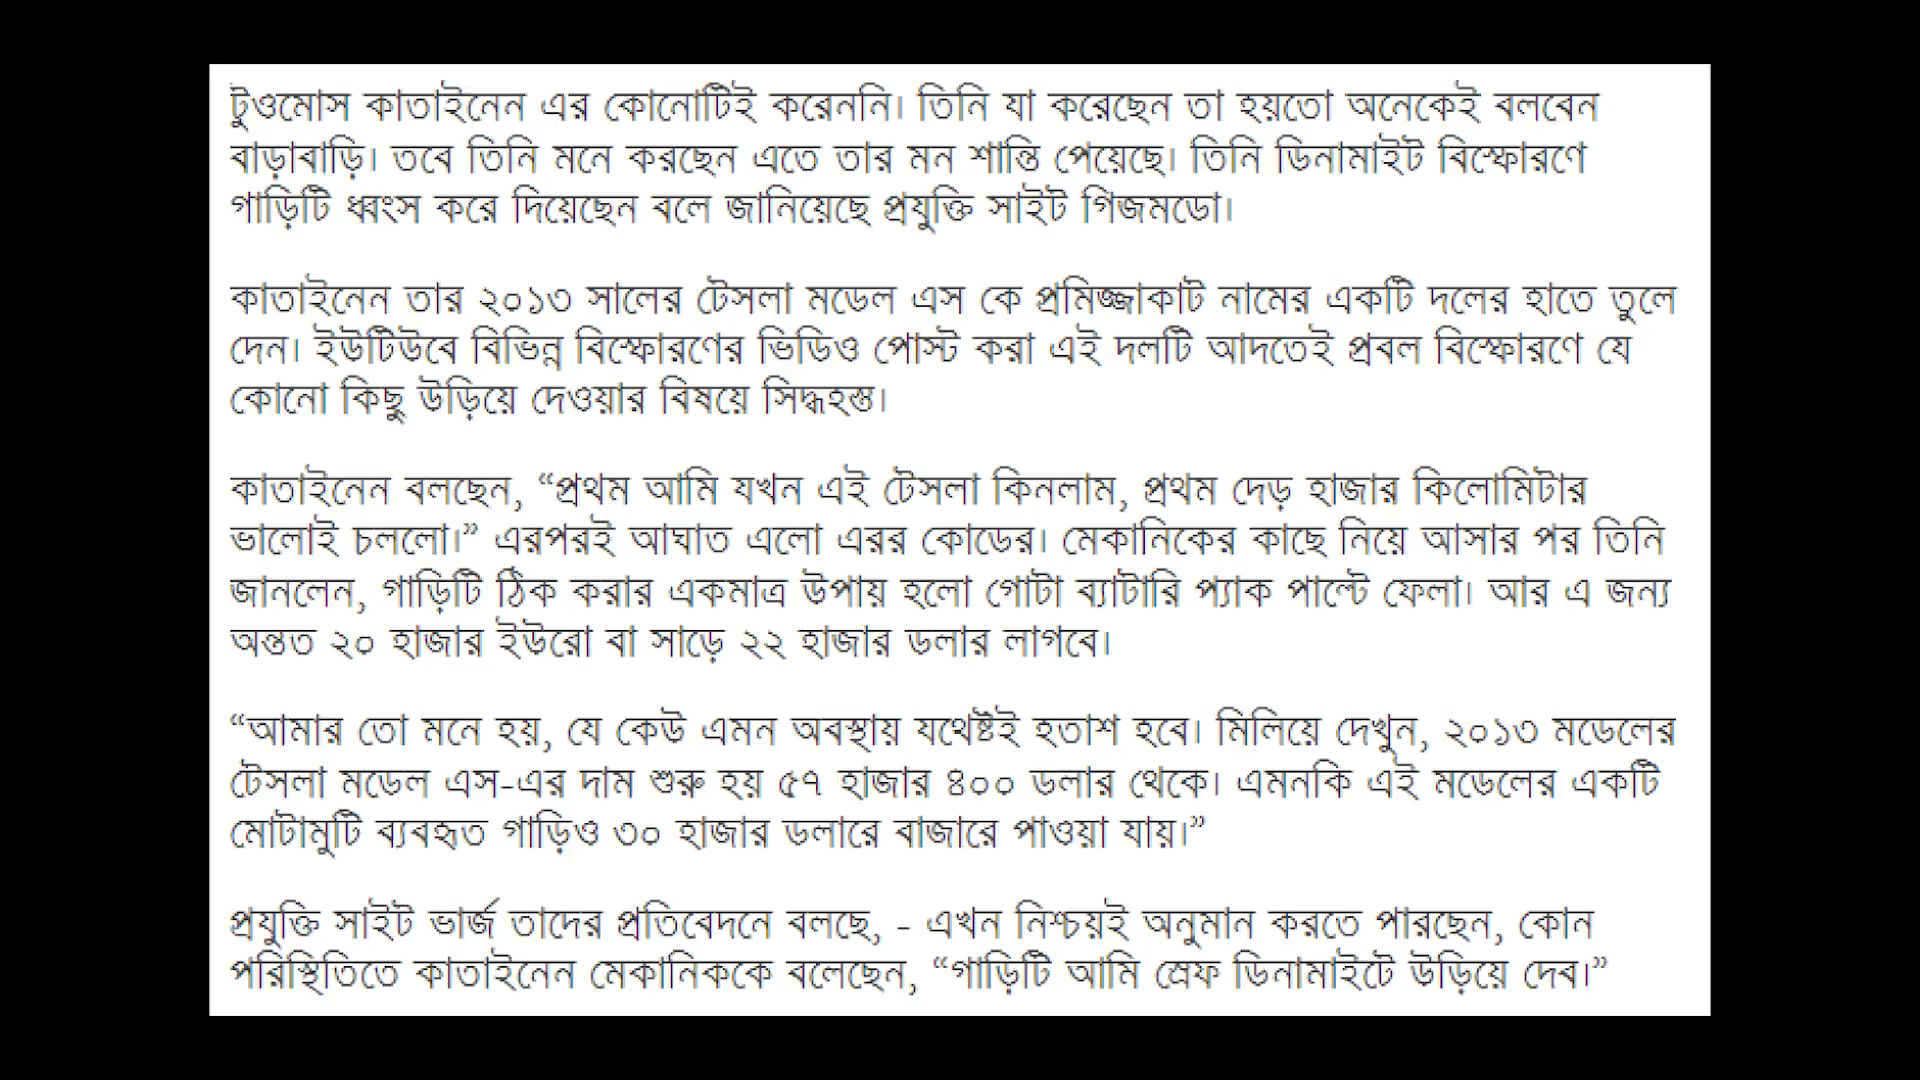 টুওমোস কাতাইনেন এর কোনোটিই করেননি। তিনি যা করেছেন তা হয়তো অনেকেই বলবেন
বাড়াবাড়ি। তবে তিনি মনে করছেন এতে তার মন শান্তি পেয়েছে। তিনি ডিনামাইট বিস্ফোরণে
গাড়িটি ধ্বংস করে দিয়েছেন বলে জানিয়েছে প্রযুক্তি সাইট গিজমডো।
কাতাইনেন তার ২০১৩ সালের টেসলা মডেল এস কে প্রমিজ্জাকাট নামের একটি দলের হাতে তুলে
দেন। ইউটিউবে বিভিন্ন বিস্ফোরণের ভিডিও পোস্ট করা এই দলটি আদতেই প্রবল বিস্ফোরণে যে
কোনো কিছু উড়িয়ে দেওয়ার বিষয়ে সিদ্ধহস্ত।
কাতাইনেন বলছেন, “প্রথম আমি যখন এই টেসলা কিনলাম, প্রথম দেড় হাজার কিলোমিটার
ভালোই চললো।” এরপরই আঘাত এলো এরর কোডের। মেকানিকের কাছে নিয়ে আসার পর তিনি
জানলেন, গাড়িটি ঠিক করার একমাত্র উপায় হলো গোটা ব্যাটারি প্যাক পাল্টে ফেলা। আর এ জন্য
অন্তত ২০ হাজার ইউরো বা সাড়ে ২২ হাজার ডলার লাগবে।
“আমার তো মনে হয়, যে কেউ এমন অবস্থায় যথেষ্টই হতাশ হবে। মিলিয়ে দেখুন, ২০১৩ মডেলের
টেসলা মডেল এস-এর দাম শুরু হয় ৫৭ হাজার ৪০০ ডলার থেকে। এমনকি এই মডেলের একটি
মোটামুটি ব্যবহৃত গাড়িও ৩০ হাজার ডলারে বাজারে পাওয়া যায়।”
প্রযুক্তি সাইট ভার্জ তাদের প্রতিবেদনে বলছে, - এখন নিশ্চয়ই অনুমান করতে পারছেন, কোন
পরিস্থিতিতে কাতাইনেন মেকানিককে বলেছেন, “গাড়িটি আমি স্রেফ ডিনামাইটে উড়িয়ে দেব।”